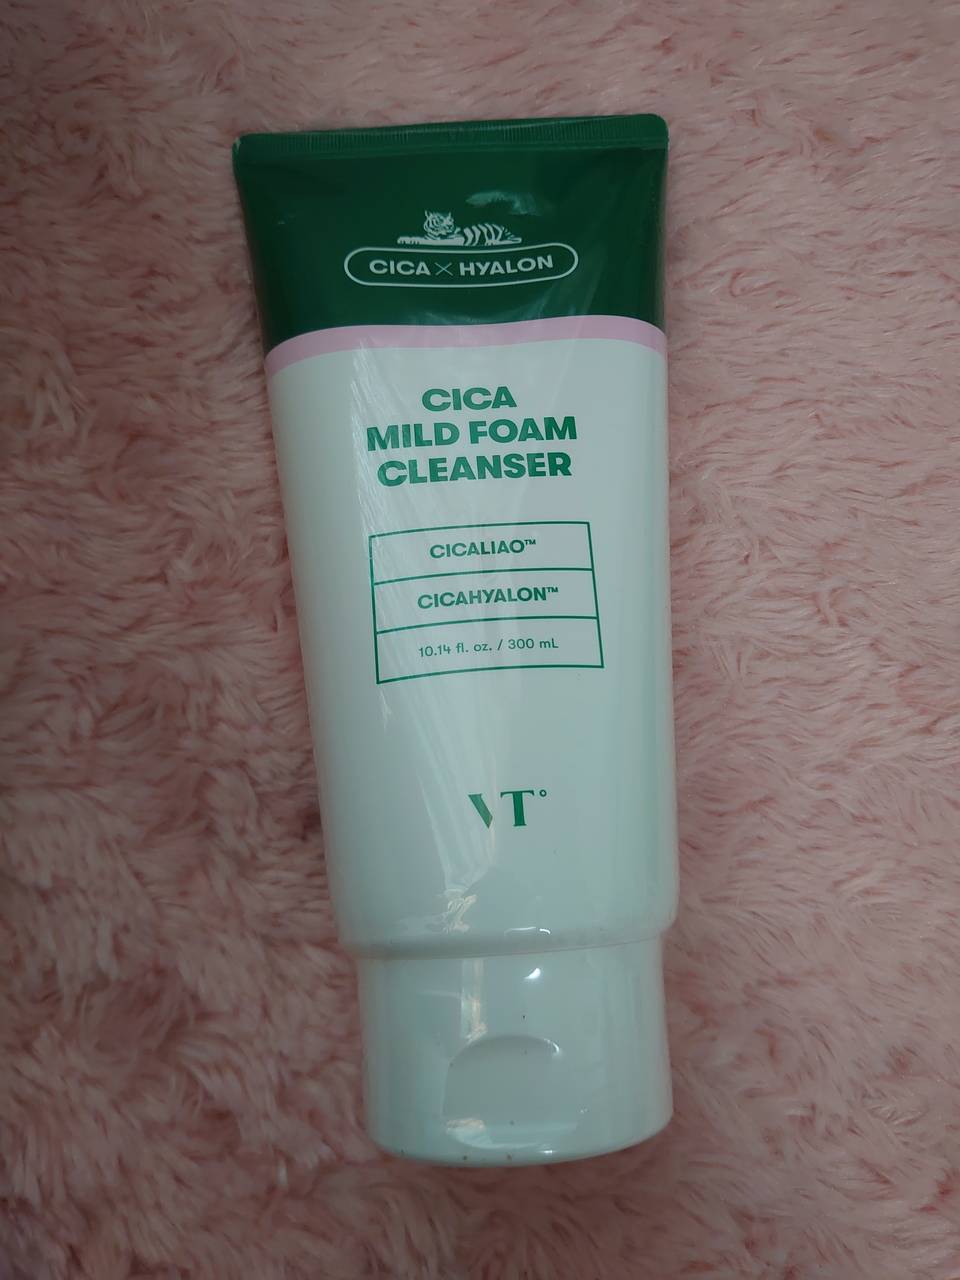 CICA X HYALON
CICA
MILD FOAM
CLEANSER
CICALIAO™
CICAHYALON™
10.14 fl. oz. / 300 mL
VT°